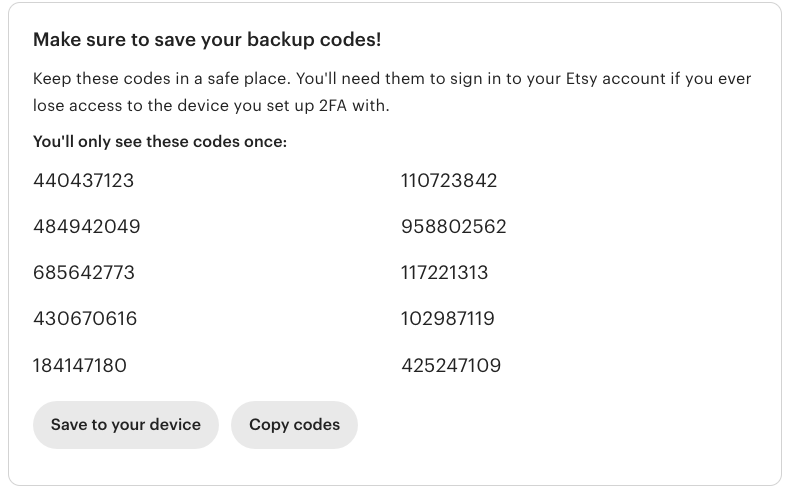 Make sure to save your backup codes!
Keep these codes in a safe place. You'll need them to sign in to your Etsy account if you ever
lose access to the device you set up 2FA with.
You'll only see these codes once:
440437123 110723842
484942049 958802562
685642773 117221313
430670616 102987119
184147180 425247109
Save to your device Copy codes